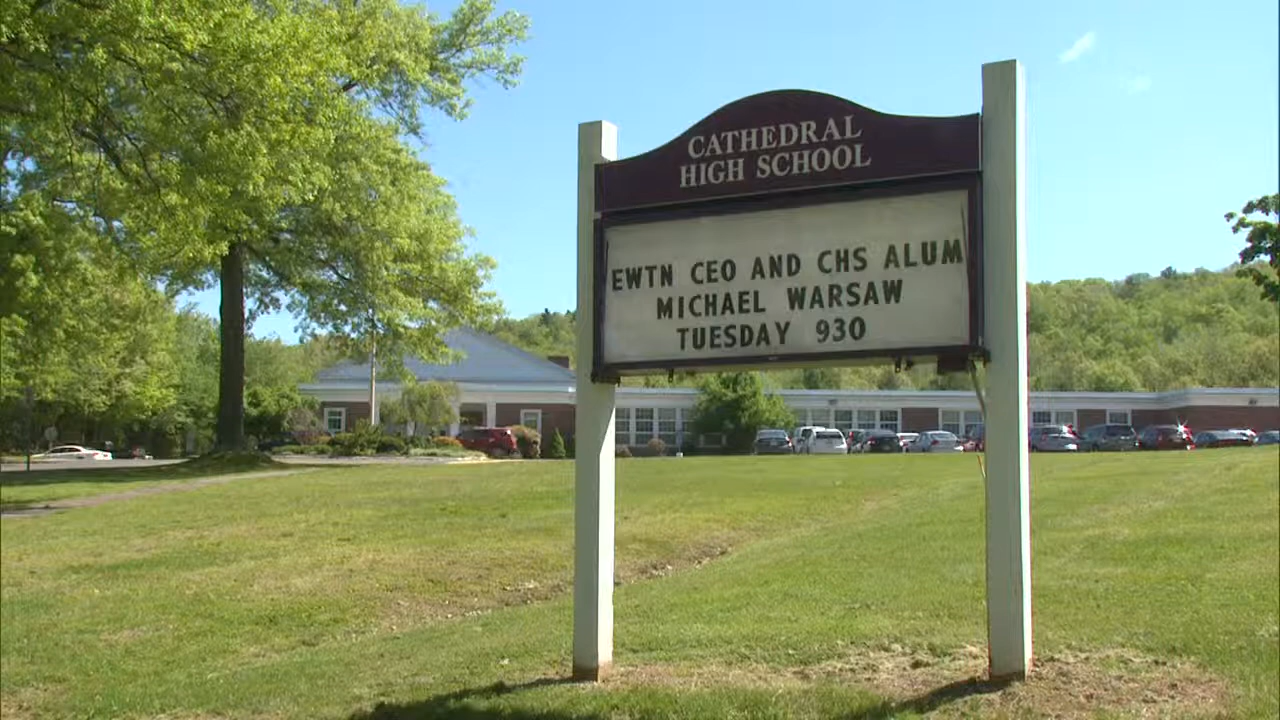 CATHEDRAL
HIGH SCHOOL
EWTN CEO AND CHS ALUM
MICHAEL WARSAW
TUESDAY 930